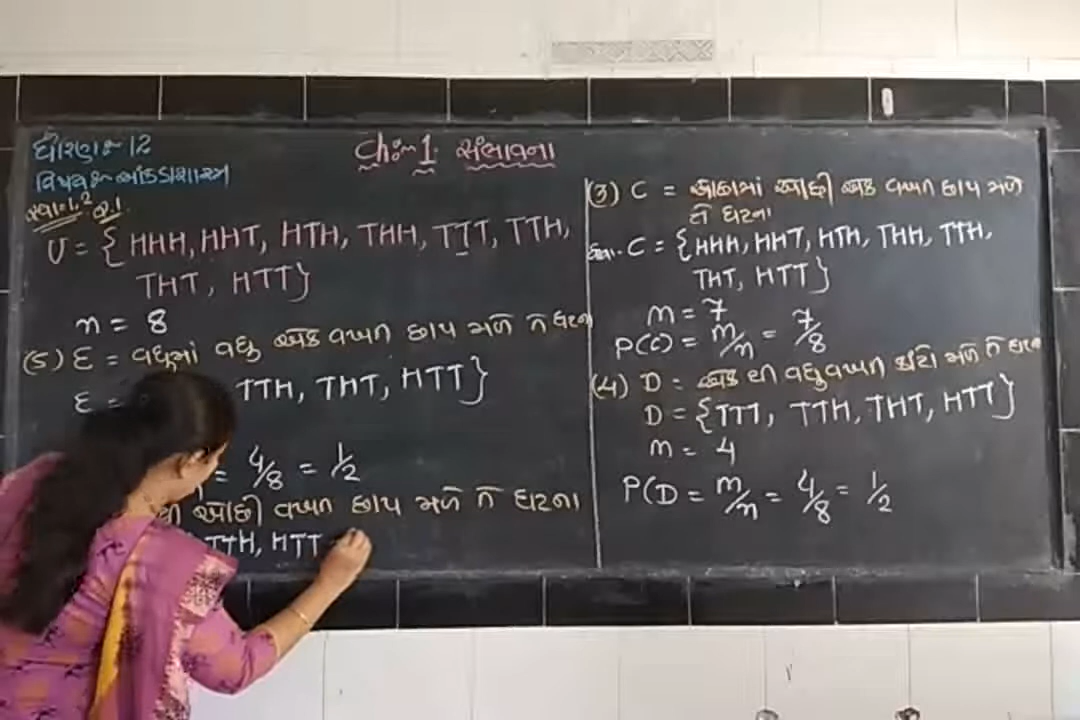 ધોરણઃ- 12
વિષયઃ- આંકડાશાસ્ત્ર
Ch:- 1. સંભાવના
સ્વા. 1.2 દા.1.
U = { HHH, HHT, HTH, THH, TTT, TTH,
THT, HTT}
n = 8
(5) E = વધુમાં વધુ એક વખત છાપ મળે તે ઘટના
E = TTH, THT, HTT}
= 4/8 = 1/2
ઓછી વખત છાપ મળે તે ઘટના
TTH, HTT
(3) C = ઓછામાં ઓછી એક વખત છાપ મળે
તે ઘટના
C = {HHH, HHT, HTH, THH, TTH,
THT, HTT}
m = 7
P(C) = m/n = 7/8
(4) D = એક થી વધુ વખત કાંટો મળે તે ઘટના
D = {TTT, TTH, THT, HTT}
m = 4
P(D = m/n = 4/8 = 1/2